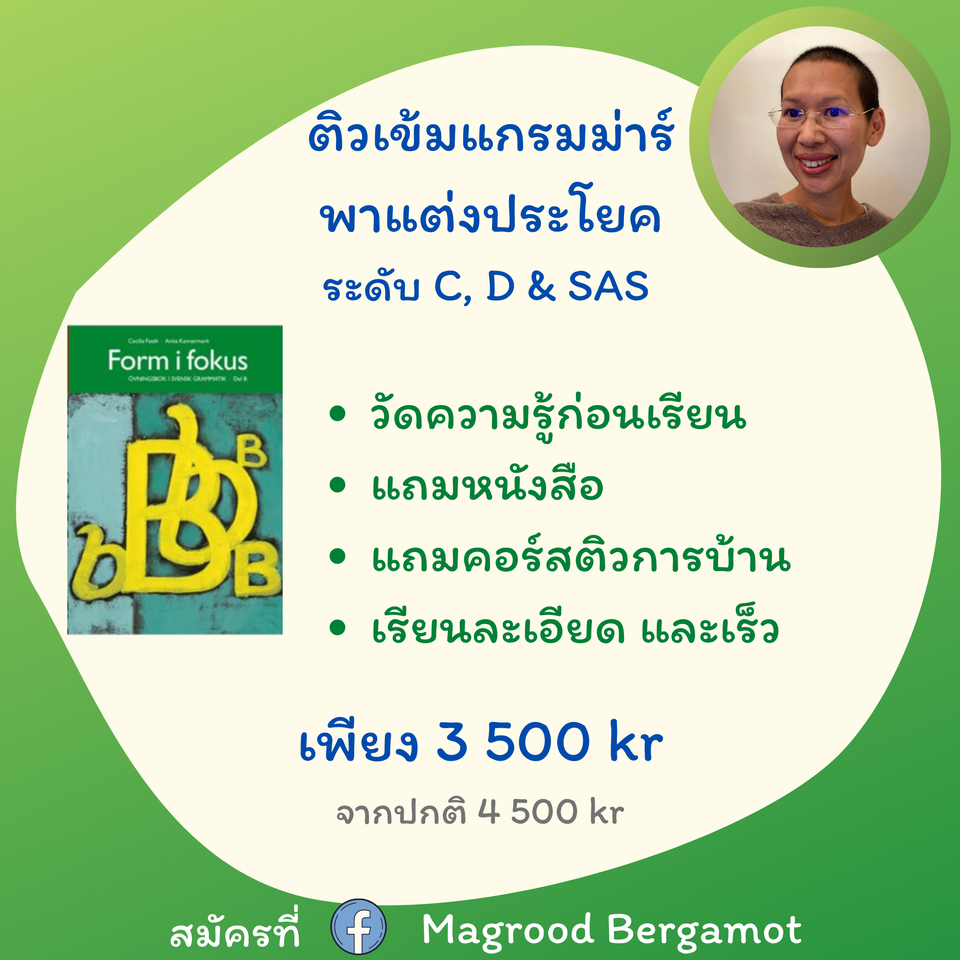 ติวเข้มแกรมม่าร์
พาแต่งประโยค
ระดับ C, D & SAS
Cecilia Fasth · Anita Kannermark
Form i fokus
ÖVNINGSBOK I SVENSK GRAMMATIK · Del B
B
B
b
B
B
b
• วัดความรู้ก่อนเรียน
• แถมหนังสือ
• แถมคอร์สติวการบ้าน
• เรียนละเอียด และเร็ว
เพียง 3 500 kr
จากปกติ 4 500 kr
สมัครที่ f Magrood Bergamot